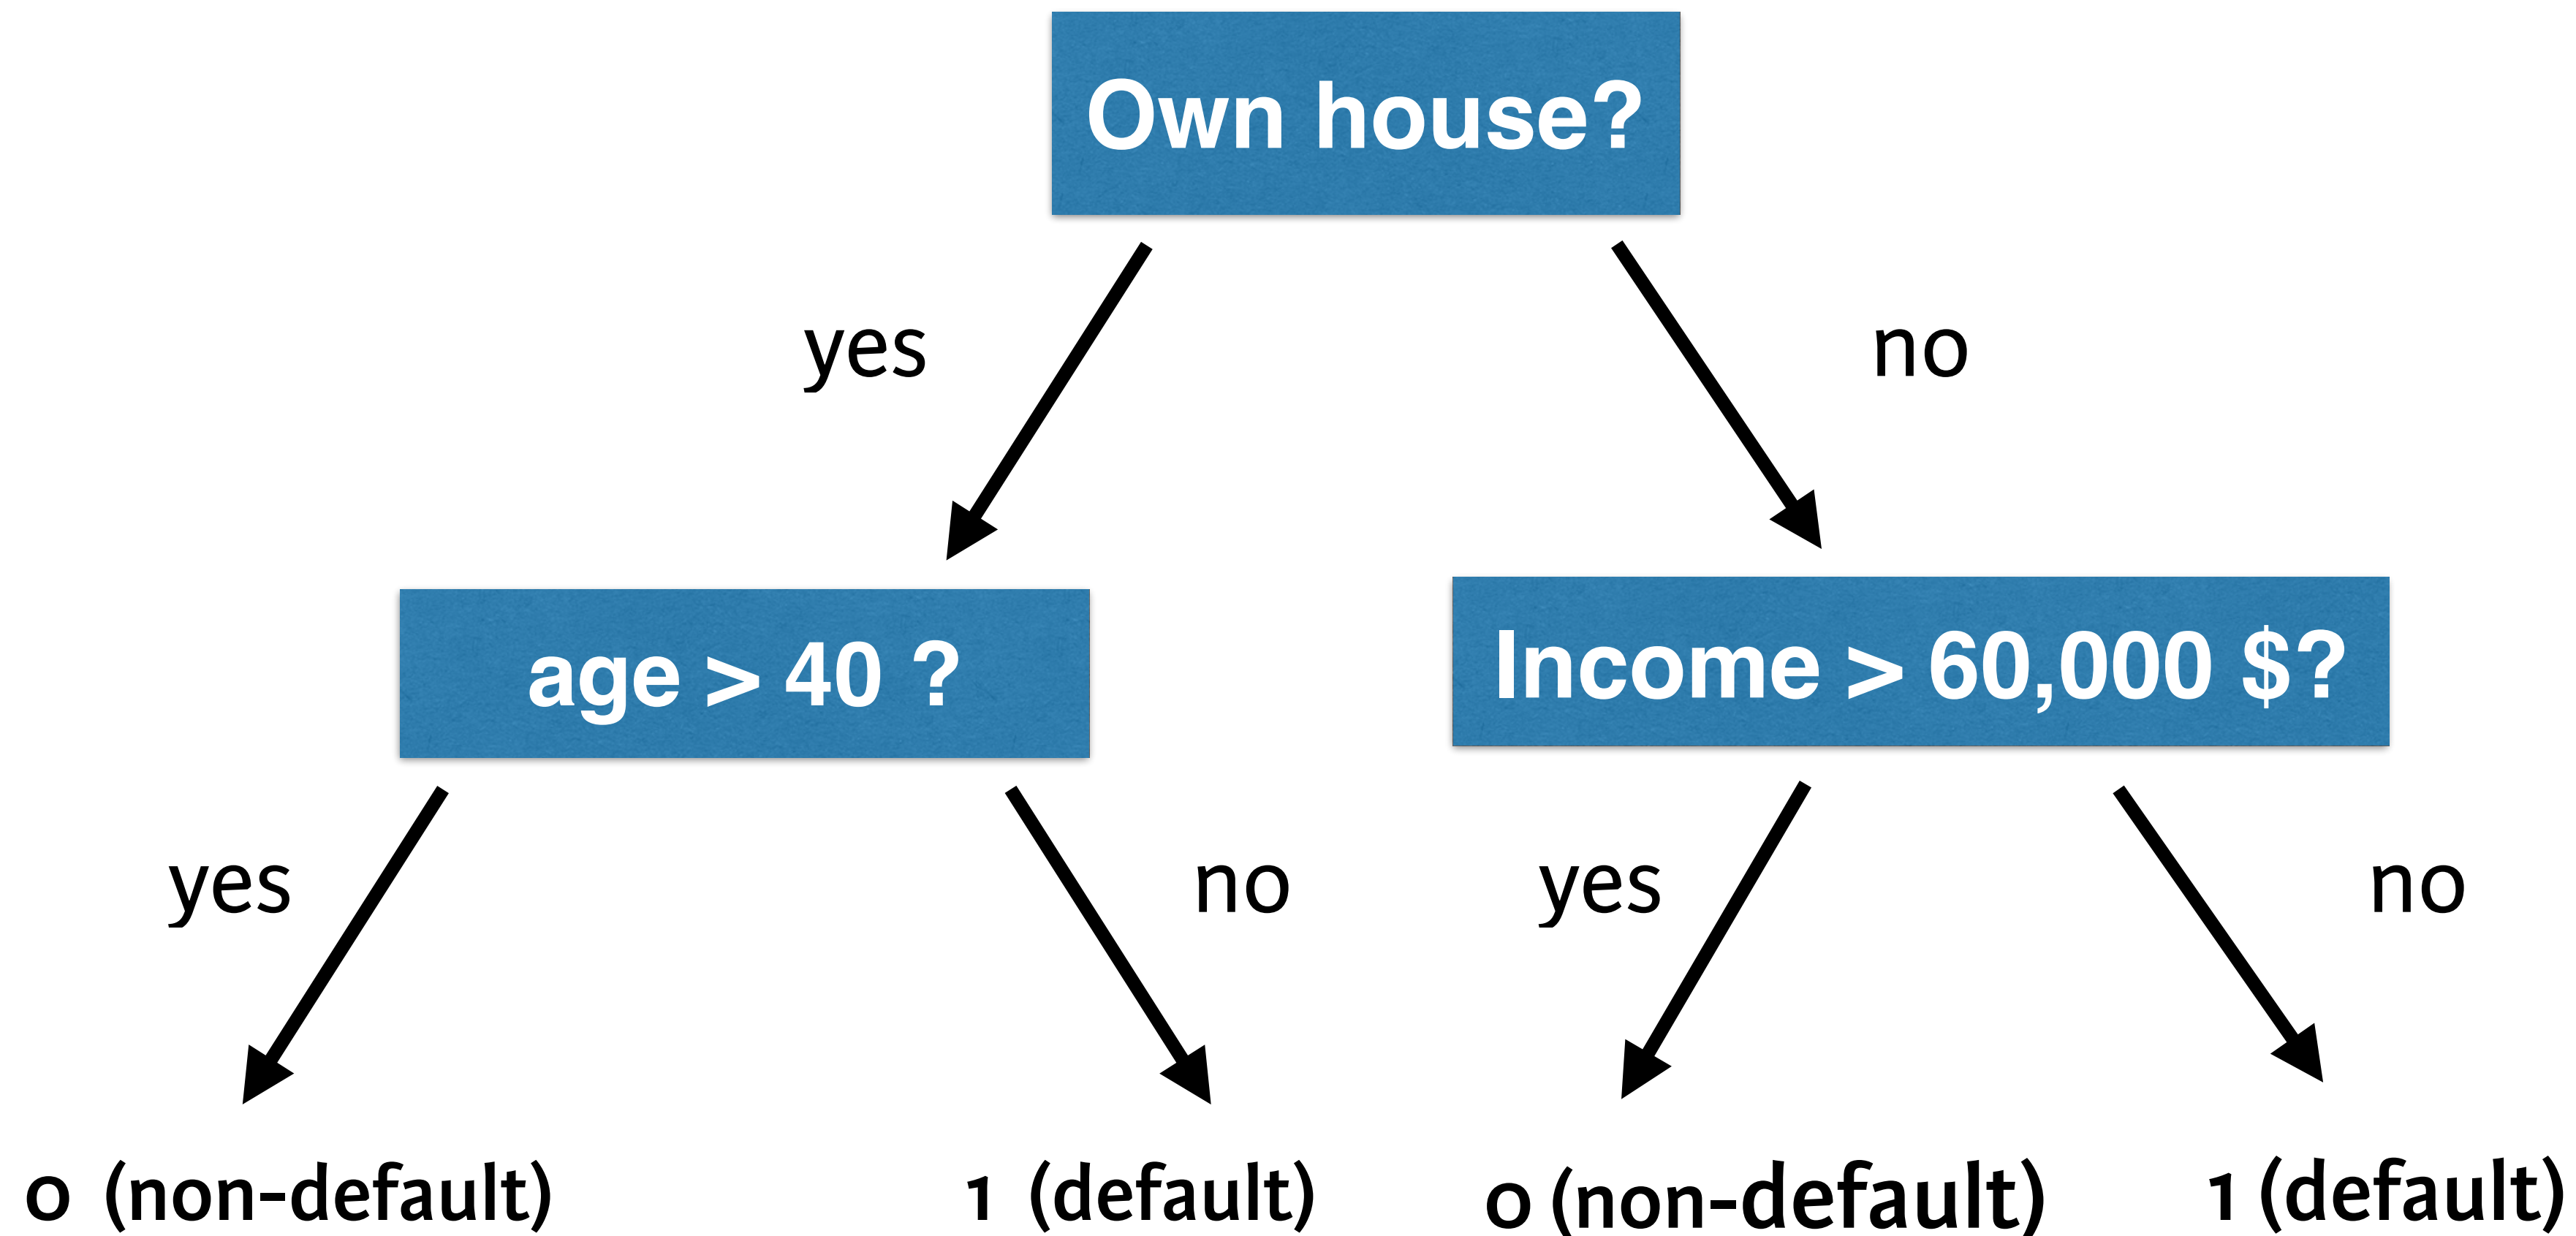 Own house?
yes
no
age > 40 ?
Income > 60,000 $?
yes
no
yes
no
0 (non-default)
1 (default)
0 (non-default)
1 (default)